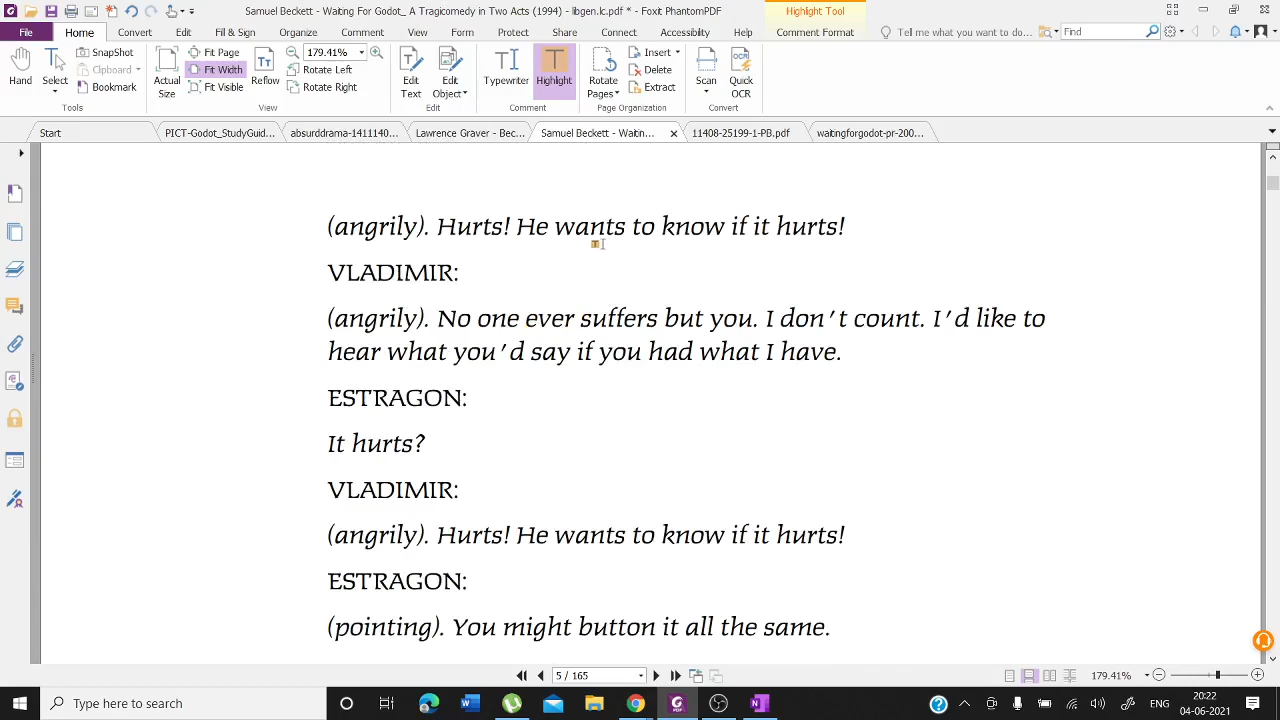 Samuel Beckett - Waiting For Godot_ A Tragicomedy In Two Acts (1994) - libgen.lc.pdf * - Foxit PhantomPDF
Highlight Tool
File Home Convert Edit Fill & Sign Organize Comment View Form Protect Share Connect Accessibility Help Comment Format Tell me what you want to do... Find
Hand
Select
SnapShot
Clipboard
Bookmark
Tools
Actual Size
Fit Page
Fit Width
Fit Visible
Reflow
179.41%
Rotate Left
Rotate Right
View
Edit Text
Edit Object
Edit
Typewriter
Highlight
Comment
Rotate Pages
Insert
Delete
Extract
Page Organization
Scan
Quick OCR
Convert
Start PICT-Godot_StudyGuid... absurddrama-1411140... Lawrence Graver - Bec... Samuel Beckett - Waitin... 11408-25199-1-PB.pdf waitingforgodot-pr-200...
(angrily). Hurts! He wants to know if it hurts!
VLADIMIR:
(angrily). No one ever suffers but you. I don't count. I'd like to
hear what you'd say if you had what I have.
ESTRAGON:
It hurts?
VLADIMIR:
(angrily). Hurts! He wants to know if it hurts!
ESTRAGON:
(pointing). You might button it all the same.
5 / 165
179.41%
Type here to search
ENG
20:22
04-06-2021